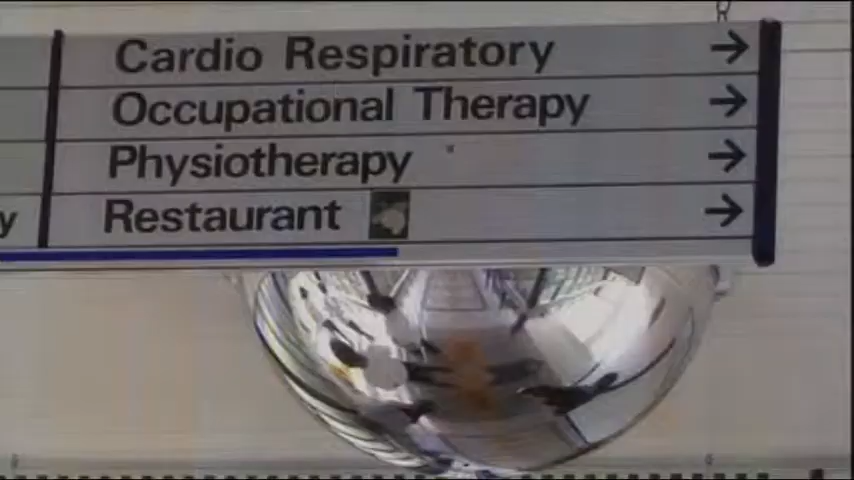 Cardio Respiratory →
Occupational Therapy →
Physiotherapy →
Restaurant →
y